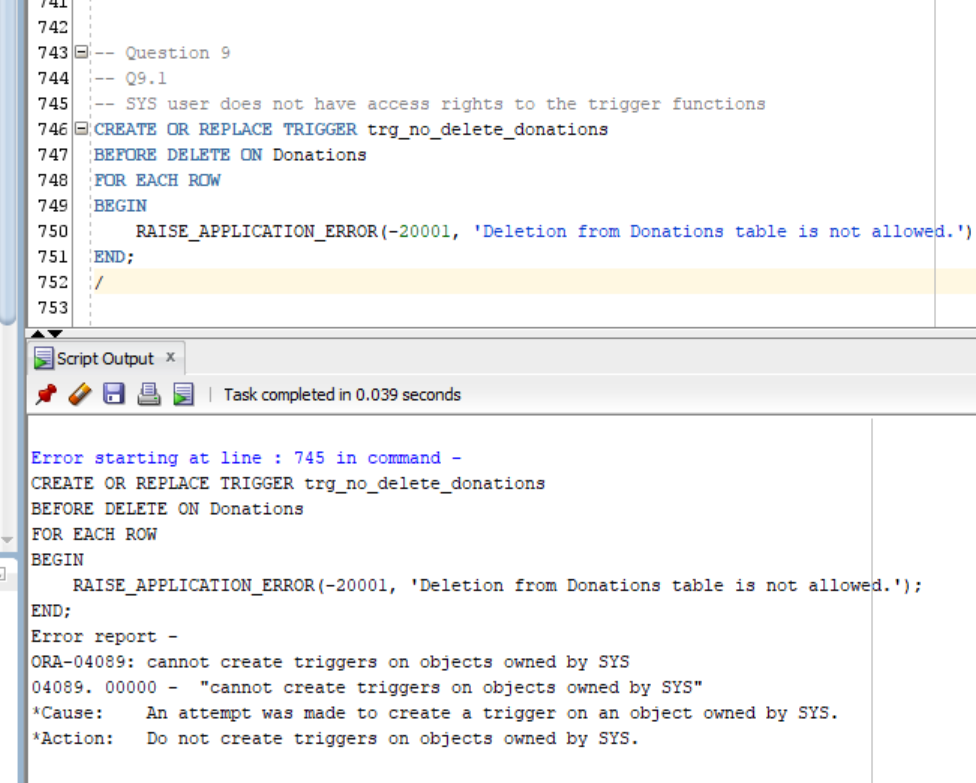 741
742
743 -- Question 9
744 -- Q9.1
745 -- SYS user does not have access rights to the trigger functions
746 CREATE OR REPLACE TRIGGER trg_no_delete_donations
747 BEFORE DELETE ON Donations
748 FOR EACH ROW
749 BEGIN
750 RAISE_APPLICATION_ERROR(-20001, 'Deletion from Donations table is not allowed.')
751 END;
752 /
753
Script Output x
Task completed in 0.039 seconds
Error starting at line : 745 in command -
CREATE OR REPLACE TRIGGER trg_no_delete_donations
BEFORE DELETE ON Donations
FOR EACH ROW
BEGIN
RAISE_APPLICATION_ERROR(-20001, 'Deletion from Donations table is not allowed.');
END;
Error report -
ORA-04089: cannot create triggers on objects owned by SYS
04089. 00000 - "cannot create triggers on objects owned by SYS"
*Cause: An attempt was made to create a trigger on an object owned by SYS.
*Action: Do not create triggers on objects owned by SYS.